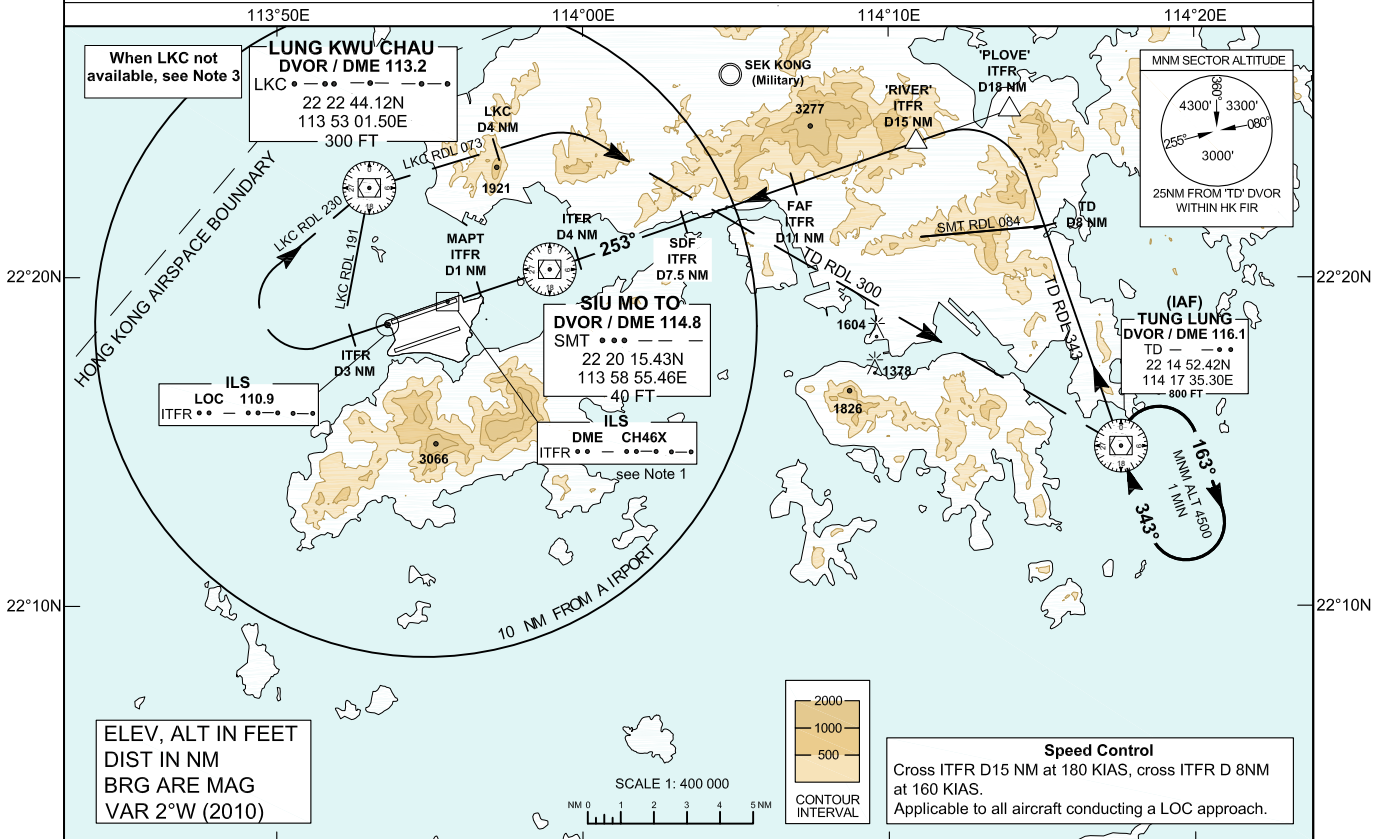 113°50E
114°00E
114°10E
114°20E
When LKC not
available, see Note 3
LUNG KWU CHAU
DVOR / DME 113.2
LKC
22 22 44.12N
113 53 01.50E
300 FT
LKC
D4 NM
LKC RDL 073
1921
SEK KONG
(Military)
3277
'RIVER'
ITFR
D15 NM
'PLOVE'
ITFR
D18 NM
MNM SECTOR ALTITUDE
360°
4300'
3300'
080°
255°
3000'
25NM FROM 'TD' DVOR
WITHIN HK FIR
HONG KONG AIRSPACE BOUNDARY
LKC RDL 230
LKC RDL 191
MAPT
ITFR
D1 NM
ITFR
D4 NM
253°
SDF
ITFR
D7.5 NM
FAF
ITFR
D11 NM
TD
D8 NM
SMT RDL 084
TD RDL 300
TD RDL 343
22°20N
22°20N
SIU MO TO
DVOR / DME 114.8
SMT
22 20 15.43N
113 58 55.46E
40 FT
1604
1378
1826
(IAF)
TUNG LUNG
DVOR / DME 116.1
TD
22 14 52.42N
114 17 35.30E
800 FT
ITFR
D3 NM
ILS
LOC 110.9
ITFR
ILS
DME CH46X
ITFR
see Note 1
3066
163°
MNM ALT 4500
1 MIN
343°
10 NM FROM AIRPORT
22°10N
22°10N
ELEV, ALT IN FEET
DIST IN NM
BRG ARE MAG
VAR 2°W (2010)
SCALE 1: 400 000
NM 0 1 2 3 4 5 NM
2000
1000
500
CONTOUR
INTERVAL
Speed Control
Cross ITFR D15 NM at 180 KIAS, cross ITFR D 8NM
at 160 KIAS.
Applicable to all aircraft conducting a LOC approach.